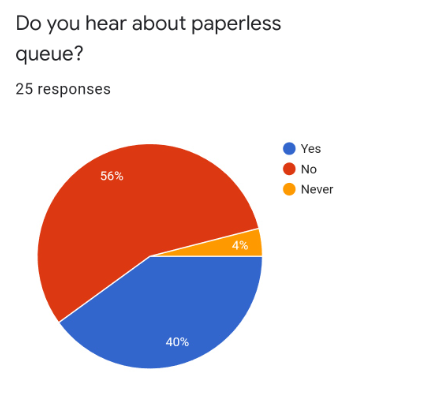 Do you hear about paperless
queue?
25 responses
Yes
No
Never
56%
4%
40%